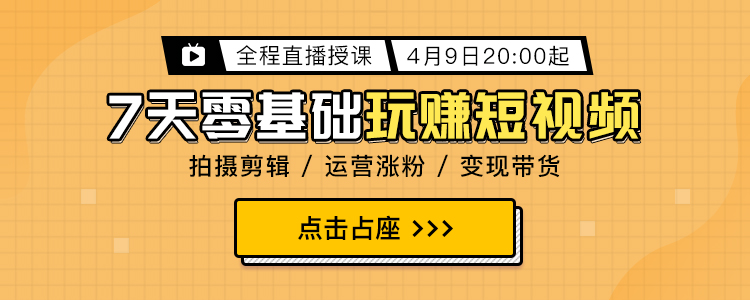 全程直播授课 4月9日20:00起
7天零基础玩赚短视频
拍摄剪辑 / 运营涨粉 / 变现带货
点击占座 >>>